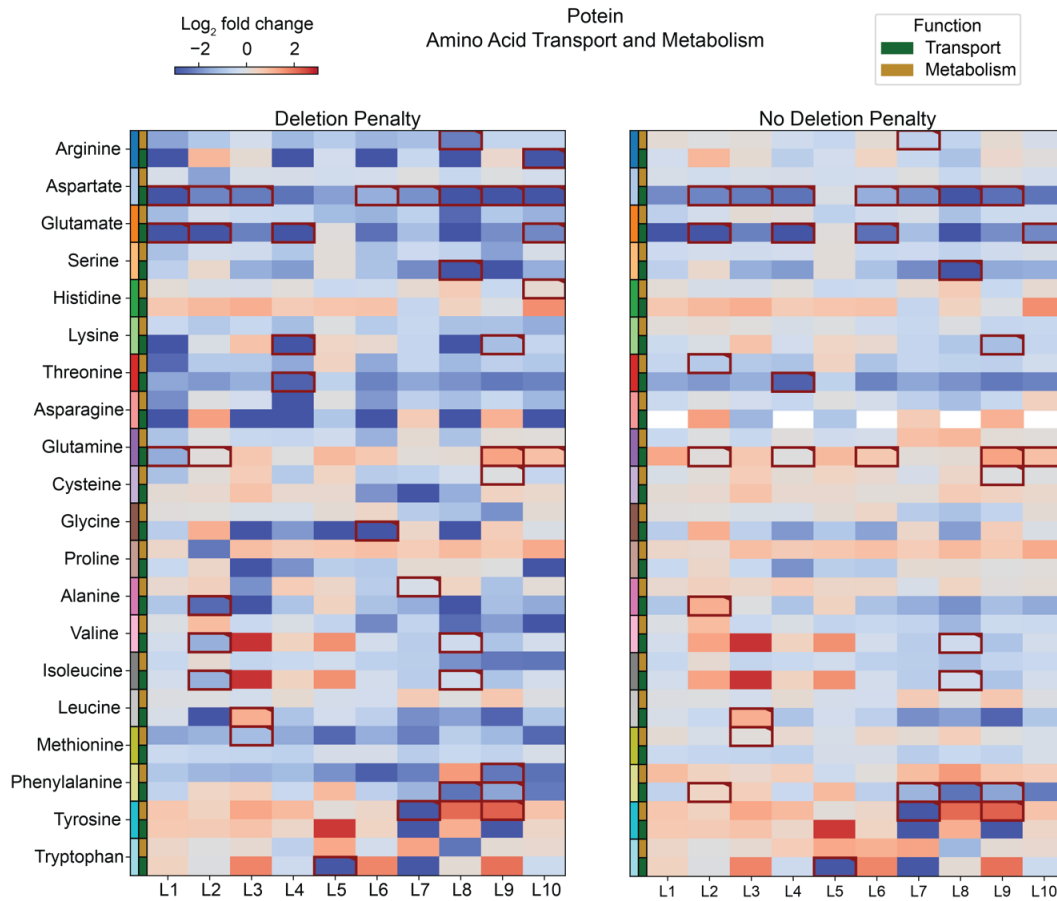 Potein
Amino Acid Transport and Metabolism
Log2 fold change
−2 0 2
Function
Transport
Metabolism
Deletion Penalty
No Deletion Penalty
Arginine
Aspartate
Glutamate
Serine
Histidine
Lysine
Threonine
Asparagine
Glutamine
Cysteine
Glycine
Proline
Alanine
Valine
Isoleucine
Leucine
Methionine
Phenylalanine
Tyrosine
Tryptophan
L1 L2 L3 L4 L5 L6 L7 L8 L9 L10
L1 L2 L3 L4 L5 L6 L7 L8 L9 L10